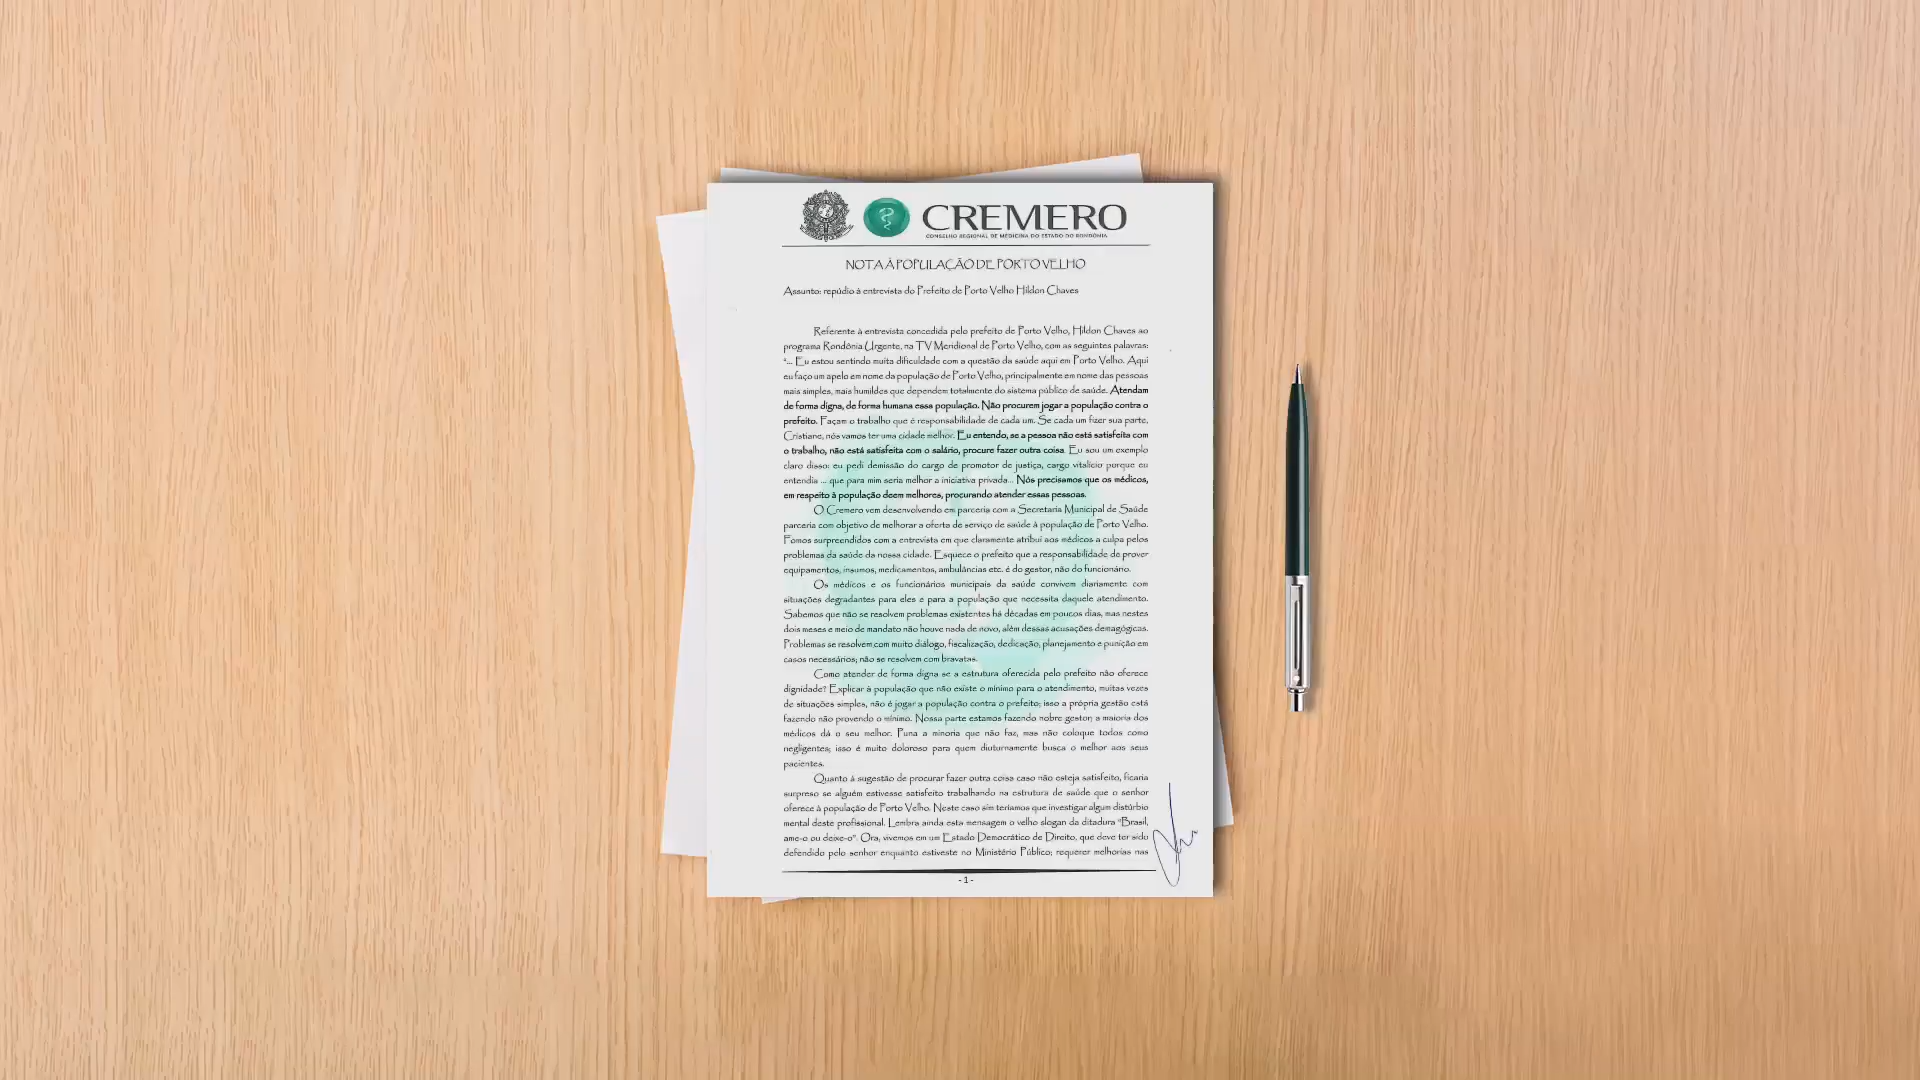 CREMERO
CONSELHO REGIONAL DE MEDICINA DO ESTADO DO RONDÔNIA
NOTA À POPULAÇÃO DE PORTO VELHO
Assunto: repúdio à entrevista do Prefeito de Porto Velho Hildon Chaves
Referente à entrevista concedida pelo prefeito de Porto Velho, Hildon Chaves ao
programa Rondônia Urgente, na TV Meridional de Porto Velho, com as seguintes palavras:
"... Eu estou sentindo muita dificuldade com a questão da saúde aqui em Porto Velho. Aqui
eu faço um apelo em nome da população de Porto Velho, principalmente em nome das pessoas
mais simples, mais humildes que dependem totalmente do sistema público de saúde. Atendam
de forma digna, de forma humana essa população. Não procurem jogar a população contra o
prefeito. Façam o trabalho que é responsabilidade de cada um. Se cada um fizer sua parte,
Cristiane, nós vamos ter uma cidade melhor. Eu entendo, se a pessoa não está satisfeita com
o trabalho, não está satisfeita com o salário, procure fazer outra coisa. Eu sou um exemplo
claro disso: eu pedi demissão do cargo de promotor de justiça, cargo vitalício porque eu
entendia ... que para mim seria melhor a iniciativa privada... Nós precisamos que os médicos,
em respeito à população deem melhores, procurando atender essas pessoas.
O Cremero vem desenvolvendo em parceria com a Secretaria Municipal de Saúde
parceria com objetivo de melhorar a oferta de serviço de saúde à população de Porto Velho.
Fomos surpreendidos com a entrevista em que claramente atribui aos médicos a culpa pelos
problemas da saúde da nossa cidade. Esquece o prefeito que a responsabilidade de prover
equipamentos, insumos, medicamentos, ambulâncias etc. é do gestor, não do funcionário.
Os médicos e os funcionários municipais da saúde convivem diariamente com
situações degradantes para eles e para a população que necessita daquele atendimento.
Sabemos que não se resolvem problemas existentes há décadas em poucos dias, mas nestes
dois meses e meio de mandato não houve nada de novo, além dessas acusações demagógicas.
Problemas se resolvem com muito diálogo, fiscalização, dedicação, planejamento e punição em
casos necessários; não se resolvem com bravatas.
Como atender de forma digna se a estrutura oferecida pelo prefeito não oferece
dignidade? Explicar à população que não existe o mínimo para o atendimento, muitas vezes
de situações simples, não é jogar a população contra o prefeito; isso a própria gestão está
fazendo não provendo o mínimo. Nossa parte estamos fazendo nobre gestor; a maioria dos
médicos dá o seu melhor. Puna a minoria que não faz, mas não coloque todos como
negligentes; isso é muito doloroso para quem diuturnamente busca o melhor aos seus
pacientes.
Quanto à sugestão de procurar fazer outra coisa caso não esteja satisfeito, ficaria
surpreso se alguém estivesse satisfeito trabalhando na estrutura de saúde que o senhor
oferece à população de Porto Velho. Neste caso sim teríamos que investigar algum distúrbio
mental deste profissional. Lembra ainda esta mensagem o velho slogan da ditadura "Brasil,
ame-o ou deixe-o". Ora, vivemos em um Estado Democrático de Direito, que deve ter sido
defendido pelo senhor enquanto estiveste no Ministério Público; requerer melhorias nas
- 1 -